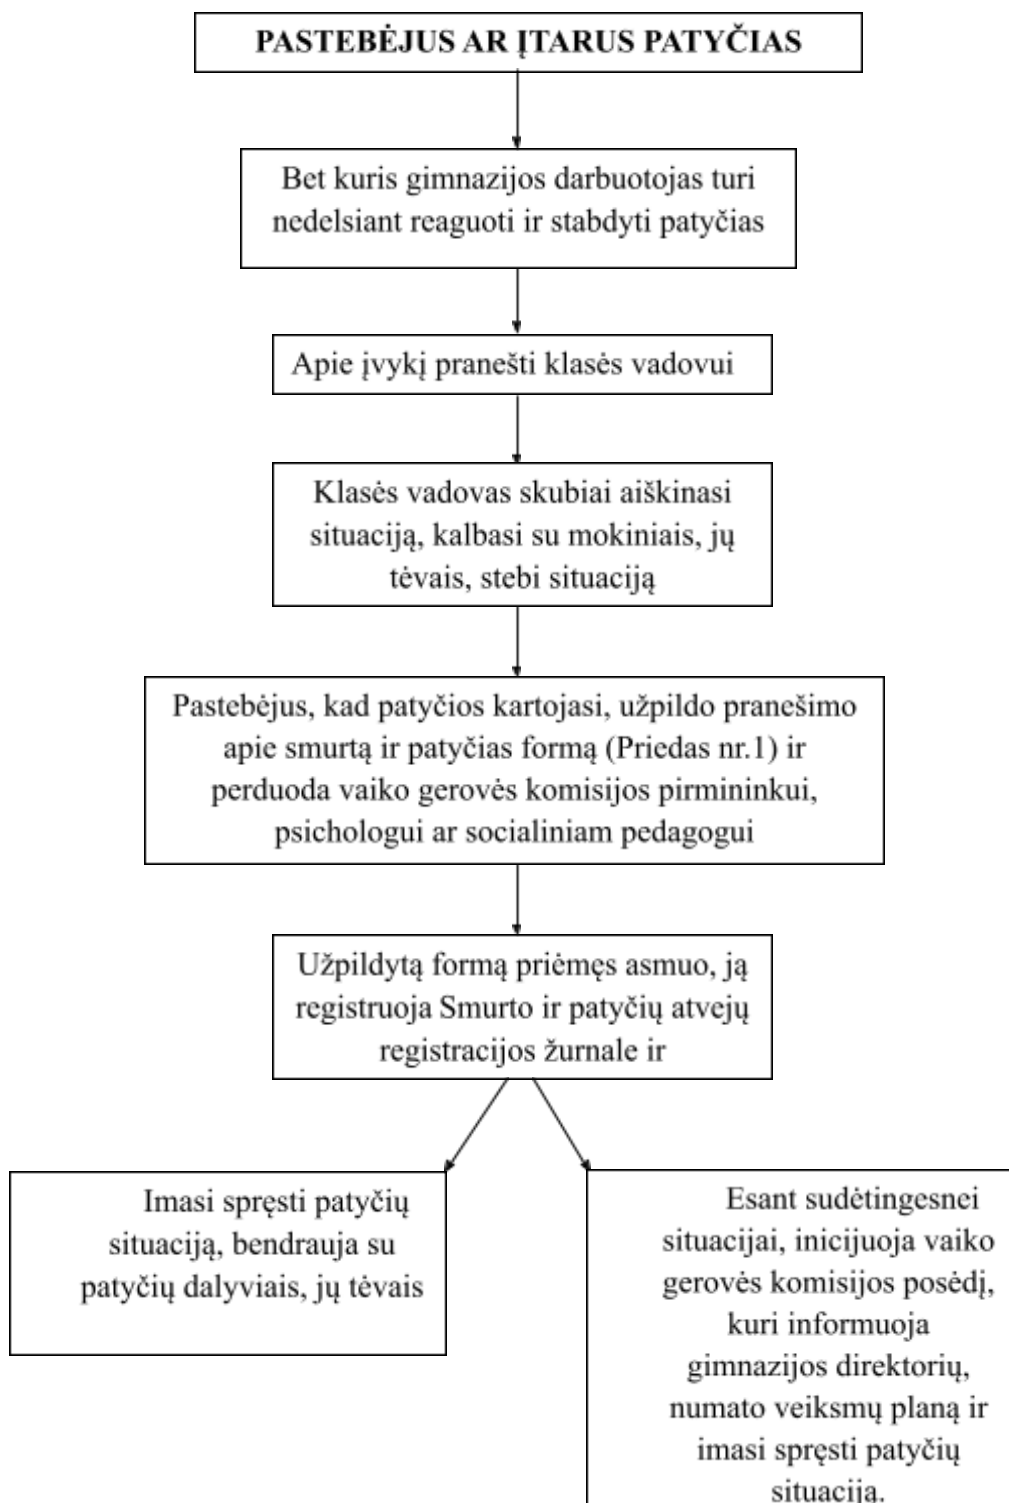 PASTEBĖJUS AR ĮTARUS PATYČIAS
Bet kuris gimnazijos darbuotojas turi
nedelsiant reaguoti ir stabdyti patyčias
Apie įvykį pranešti klasės vadovui
Klasės vadovas skubiai aiškinasi
situaciją, kalbasi su mokiniais, jų
tėvais, stebi situaciją
Pastebėjus, kad patyčios kartojasi, užpildo pranešimo
apie smurtą ir patyčias formą (Priedas nr.1) ir
perduoda vaiko gerovės komisijos pirmininkui,
psichologui ar socialiniam pedagogui
Užpildytą formą priėmęs asmuo, ją
registruoja Smurto ir patyčių atvejų
registracijos žurnale ir
Imasi spręsti patyčių
situaciją, bendrauja su
patyčių dalyviais, jų tėvais
Esant sudėtingesnei
situacijai, inicijuoja vaiko
gerovės komisijos posėdį,
kuri informuoja
gimnazijos direktorių,
numato veiksmų planą ir
imasi spręsti patyčių
situaciją.